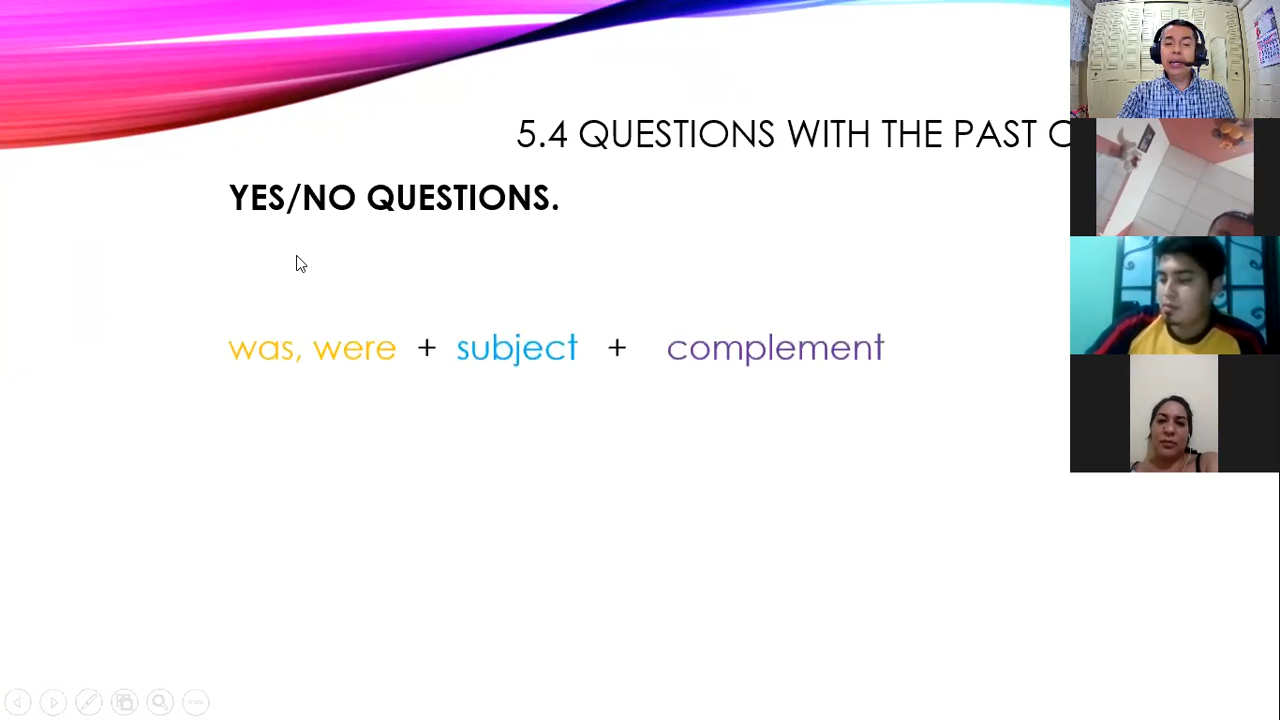 5.4 QUESTIONS WITH THE PAST
YES/NO QUESTIONS.
was, were + subject + complement